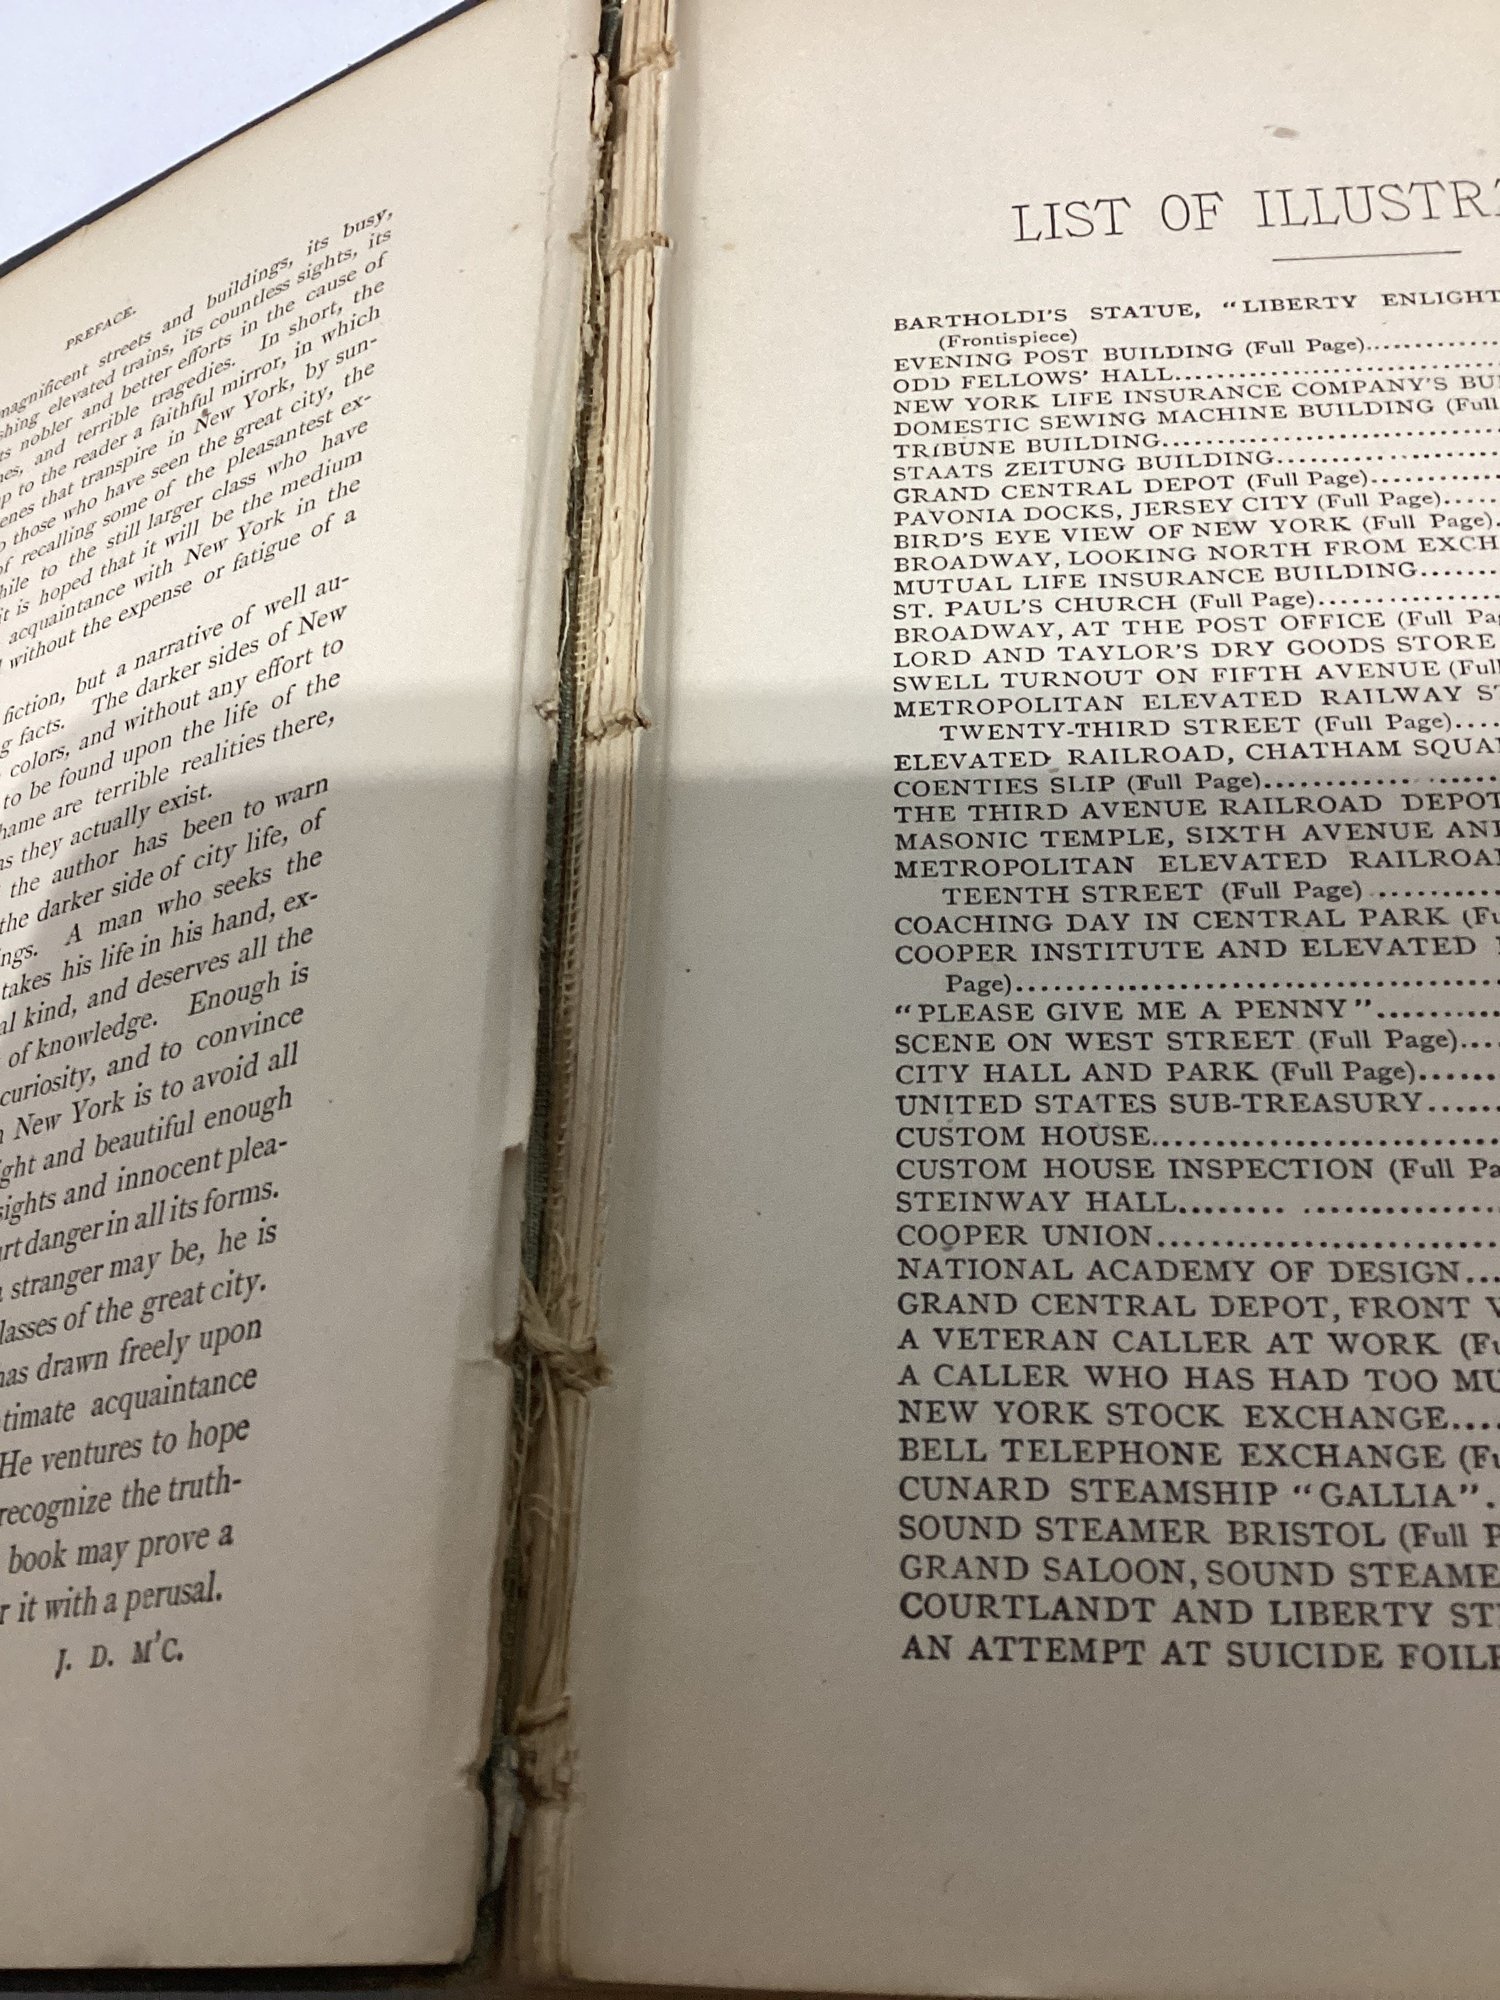 PREFACE.
magnificent streets and buildings, its busy,
shing elevated trains, its countless sights, its
ts nobler and better efforts in the cause of
nes, and terrible tragedies. In short, the
up to the reader a faithful mirror, in which
enes that transpire in New York, by sun-
o those who have seen the great city, the
of recalling some of the pleasantest ex-
hile to the still larger class who have
it is hoped that it will be the medium
acquaintance with New York in the
without the expense or fatigue of a
fiction, but a narrative of well au-
g facts. The darker sides of New
colors, and without any effort to
to be found upon the life of the
hame are terrible realities there,
as they actually exist.
the author has been to warn
the darker side of city life, of
ngs. A man who seeks the
takes his life in his hand, ex-
al kind, and deserves all the
of knowledge. Enough is
curiosity, and to convince
n New York is to avoid all
ight and beautiful enough
sights and innocent plea-
urt danger in all its forms.
a stranger may be, he is
lasses of the great city.
has drawn freely upon
timate acquaintance
He ventures to hope
recognize the truth-
book may prove a
r it with a perusal.
J. D. M'C.
LIST OF ILLUSTR
BARTHOLDI'S STATUE, "LIBERTY ENLIGHT
(Frontispiece)
EVENING POST BUILDING (Full Page)..............
ODD FELLOWS' HALL..............................
NEW YORK LIFE INSURANCE COMPANY'S BU
DOMESTIC SEWING MACHINE BUILDING (Full
TRIBUNE BUILDING..............................
STAATS ZEITUNG BUILDING....................
GRAND CENTRAL DEPOT (Full Page)............
PAVONIA DOCKS, JERSEY CITY (Full Page)......
BIRD'S EYE VIEW OF NEW YORK (Full Page).
BROADWAY, LOOKING NORTH FROM EXCH
MUTUAL LIFE INSURANCE BUILDING........
ST. PAUL'S CHURCH (Full Page)................
BROADWAY, AT THE POST OFFICE (Full Pag
LORD AND TAYLOR'S DRY GOODS STORE
SWELL TURNOUT ON FIFTH AVENUE (Full
METROPOLITAN ELEVATED RAILWAY ST
TWENTY-THIRD STREET (Full Page)....
ELEVATED RAILROAD, CHATHAM SQUA
COENTIES SLIP (Full Page)....................
THE THIRD AVENUE RAILROAD DEPOT
MASONIC TEMPLE, SIXTH AVENUE AN
METROPOLITAN ELEVATED RAILROA
TEENTH STREET (Full Page) ..........
COACHING DAY IN CENTRAL PARK (Fu
COOPER INSTITUTE AND ELEVATED
Page)........................................
"PLEASE GIVE ME A PENNY"..........
SCENE ON WEST STREET (Full Page)....
CITY HALL AND PARK (Full Page).......
UNITED STATES SUB-TREASURY......
CUSTOM HOUSE..........................
CUSTOM HOUSE INSPECTION (Full Pa
STEINWAY HALL........ ..................
COOPER UNION..........................
NATIONAL ACADEMY OF DESIGN...
GRAND CENTRAL DEPOT, FRONT V
A VETERAN CALLER AT WORK (Fu
A CALLER WHO HAS HAD TOO MU
NEW YORK STOCK EXCHANGE....
BELL TELEPHONE EXCHANGE (Fu
CUNARD STEAMSHIP "GALLIA".
SOUND STEAMER BRISTOL (Full P
GRAND SALOON, SOUND STEAME
COURTLANDT AND LIBERTY ST
AN ATTEMPT AT SUICIDE FOIL